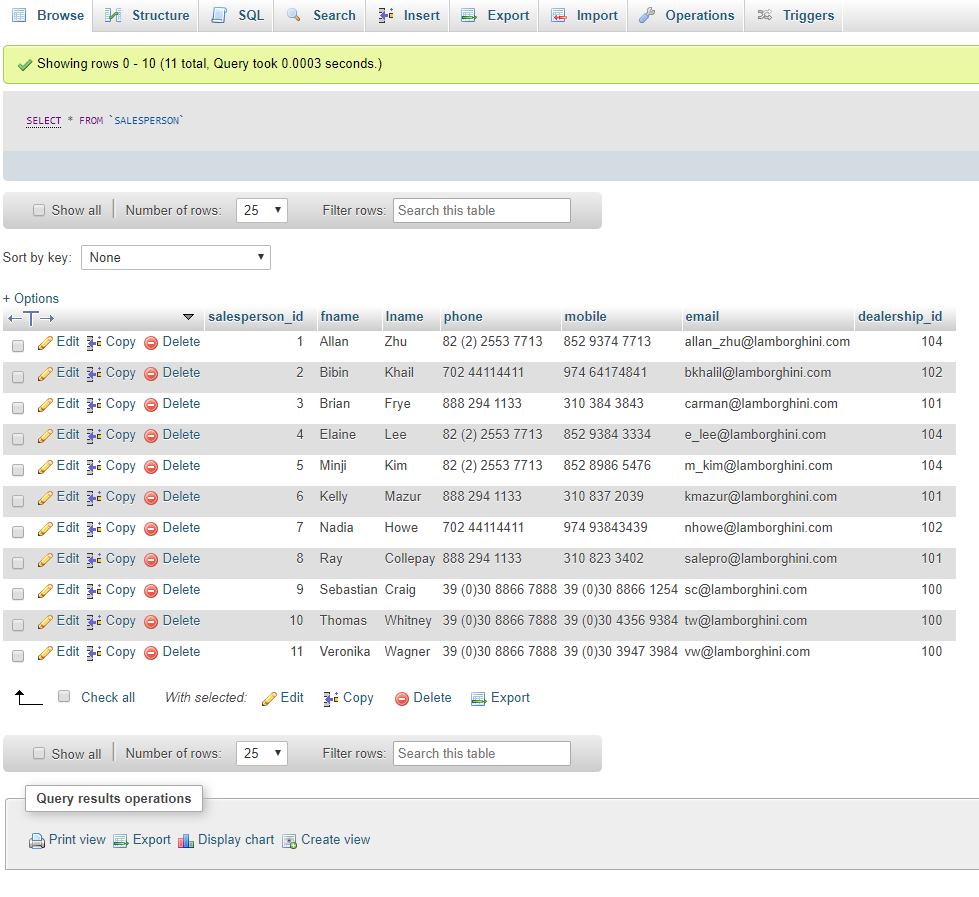 Browse Structure SQL Search Insert Export Import Operations Triggers
Showing rows 0 - 10 (11 total, Query took 0.0003 seconds.)
SELECT * FROM `SALESPERSON`
Show all Number of rows: 25 Filter rows: Search this table
Sort by key: None
+ Options
salesperson_id fname lname phone mobile email dealership_id
Edit Copy Delete 1 Allan Zhu 82 (2) 2553 7713 852 9374 7713 allan_zhu@lamborghini.com 104
Edit Copy Delete 2 Bibin Khail 702 44114411 974 64174841 bkhalil@lamborghini.com 102
Edit Copy Delete 3 Brian Frye 888 294 1133 310 384 3843 carman@lamborghini.com 101
Edit Copy Delete 4 Elaine Lee 82 (2) 2553 7713 852 9384 3334 e_lee@lamborghini.com 104
Edit Copy Delete 5 Minji Kim 82 (2) 2553 7713 852 8986 5476 m_kim@lamborghini.com 104
Edit Copy Delete 6 Kelly Mazur 888 294 1133 310 837 2039 kmazur@lamborghini.com 101
Edit Copy Delete 7 Nadia Howe 702 44114411 974 93843439 nhowe@lamborghini.com 102
Edit Copy Delete 8 Ray Collepay 888 294 1133 310 823 3402 salepro@lamborghini.com 101
Edit Copy Delete 9 Sebastian Craig 39 (0)30 8866 7888 39 (0)30 8866 1254 sc@lamborghini.com 100
Edit Copy Delete 10 Thomas Whitney 39 (0)30 8866 7888 39 (0)30 4356 9384 tw@lamborghini.com 100
Edit Copy Delete 11 Veronika Wagner 39 (0)30 8866 7888 39 (0)30 3947 3984 vw@lamborghini.com 100
Check all With selected: Edit Copy Delete Export
Show all Number of rows: 25 Filter rows: Search this table
Query results operations
Print view Export Display chart Create view